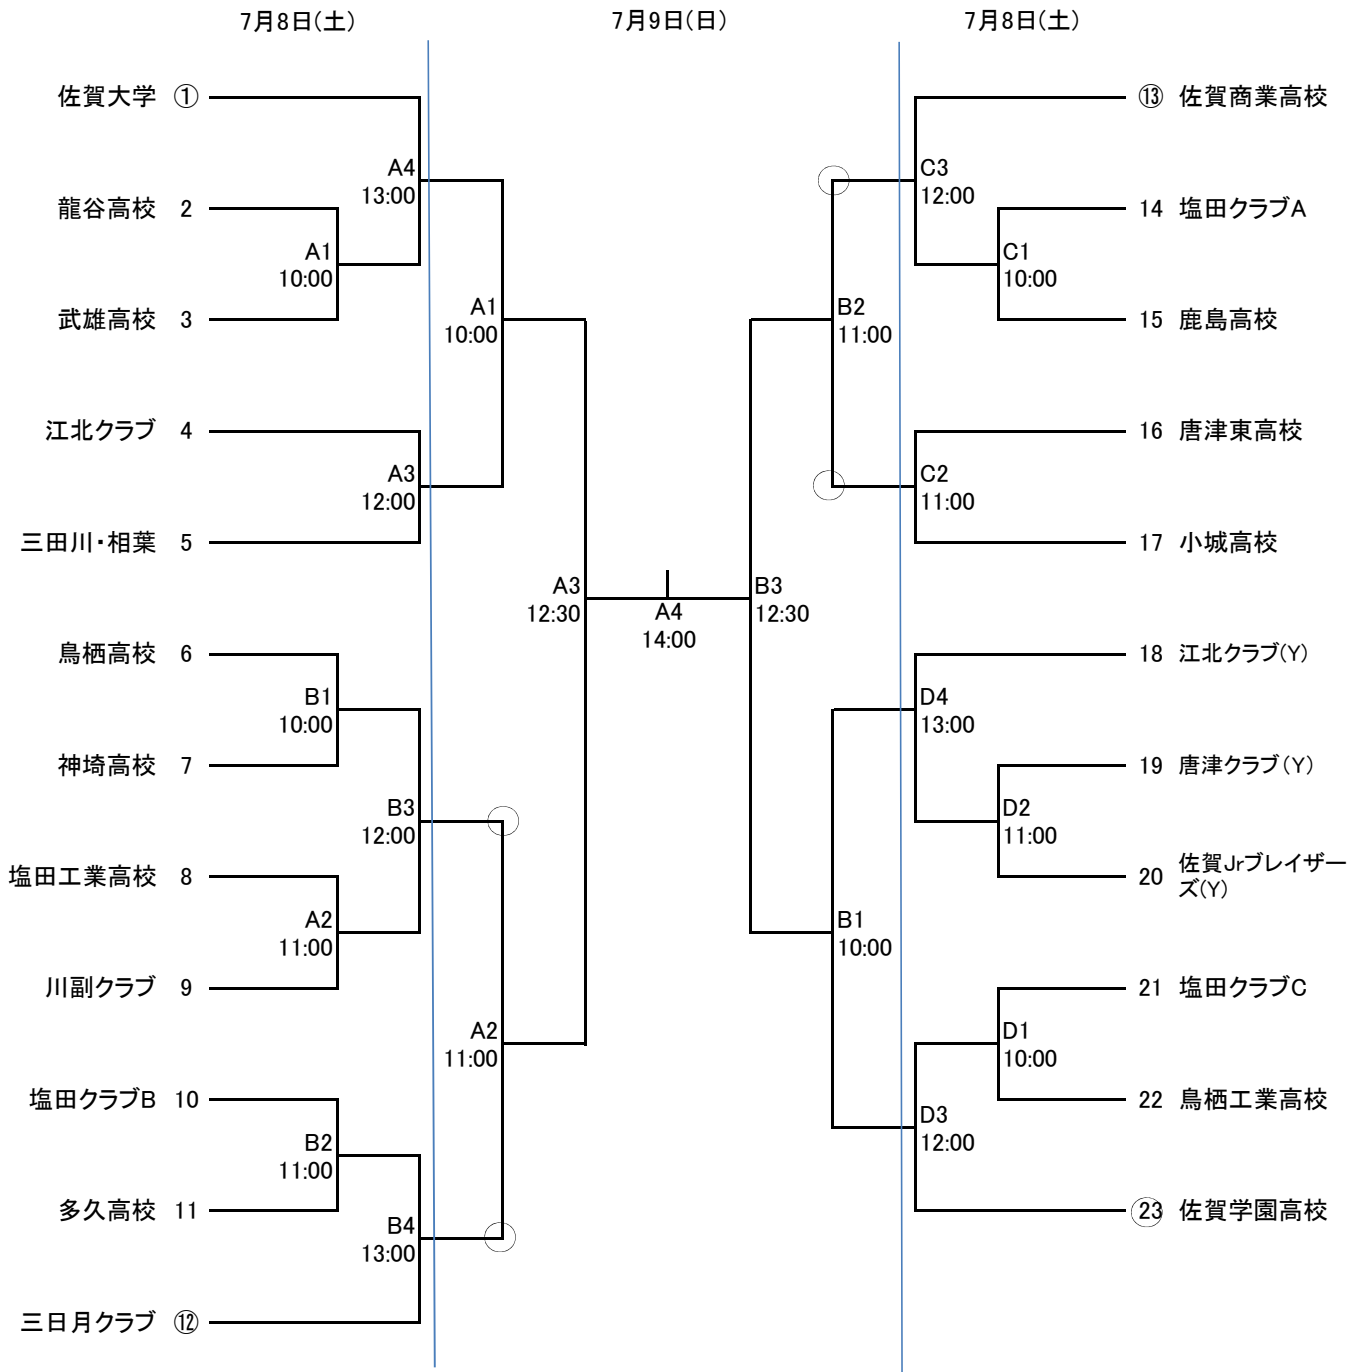 7月8日(土)
7月9日(日)
7月8日(土)
佐賀大学 ①
龍谷高校 2
武雄高校 3
江北クラブ 4
三田川・相葉 5
鳥栖高校 6
神埼高校 7
塩田工業高校 8
川副クラブ 9
塩田クラブB 10
多久高校 11
三日月クラブ ⑫
A4
13:00
A1
10:00
A3
12:00
B1
10:00
B3
12:00
A2
11:00
B2
11:00
B4
13:00
A1
10:00
A2
11:00
A3
12:30
A4
14:00
B3
12:30
B2
11:00
B1
10:00
C3
12:00
C1
10:00
C2
11:00
D4
13:00
D2
11:00
D1
10:00
D3
12:00
⑬ 佐賀商業高校
14 塩田クラブA
15 鹿島高校
16 唐津東高校
17 小城高校
18 江北クラブ(Y)
19 唐津クラブ(Y)
20 佐賀Jrブレイザー
ズ(Y)
21 塩田クラブC
22 鳥栖工業高校
23 佐賀学園高校